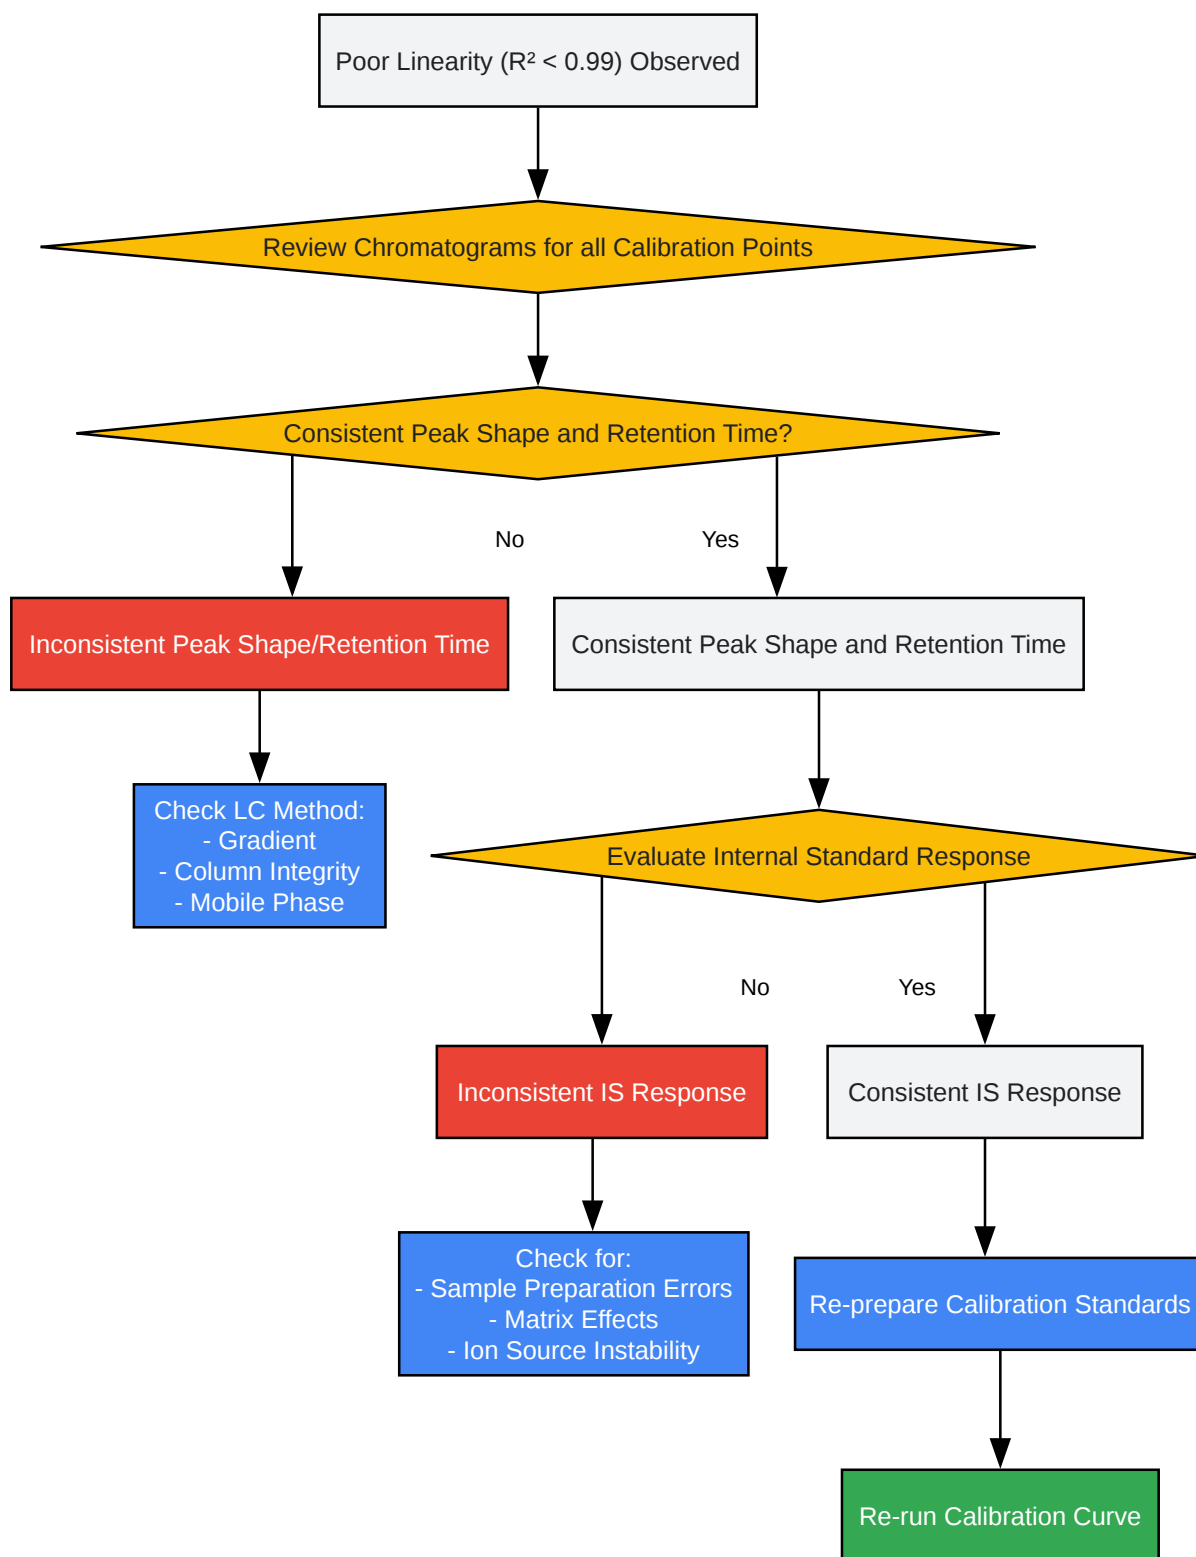 Poor Linearity (R² < 0.99) Observed
Review Chromatograms for all Calibration Points
Consistent Peak Shape and Retention Time?
No
Yes
Inconsistent Peak Shape/Retention Time
Consistent Peak Shape and Retention Time
Check LC Method:
- Gradient
- Column Integrity
- Mobile Phase
Evaluate Internal Standard Response
No
Yes
Inconsistent IS Response
Consistent IS Response
Check for:
- Sample Preparation Errors
- Matrix Effects
- Ion Source Instability
Re-prepare Calibration Standards
Re-run Calibration Curve